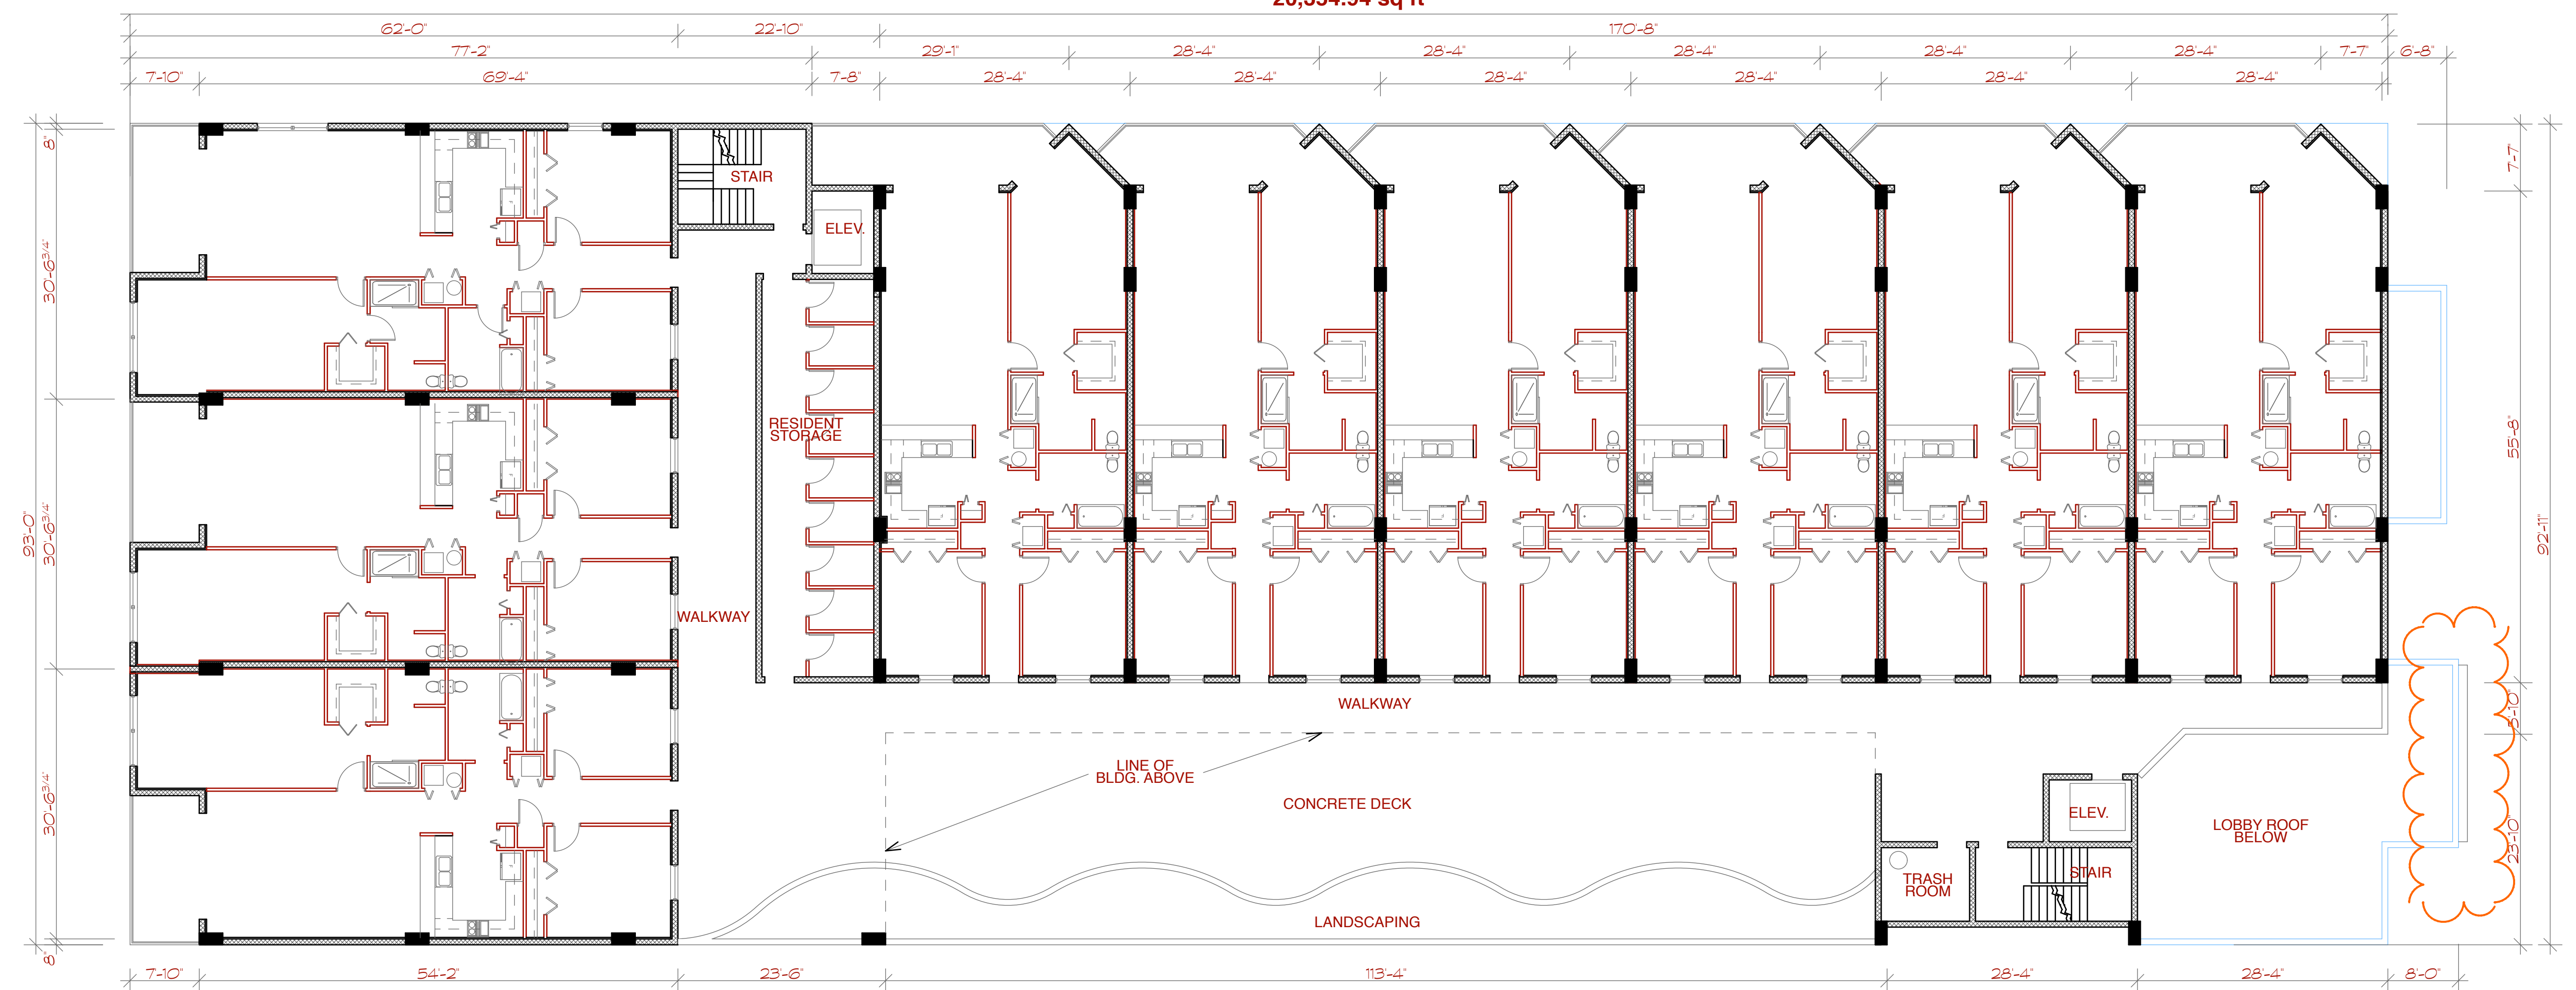 62'-0"
22'-10"
170'-8"
77'-2"
29'-1"
28'-4"
28'-4"
28'-4"
28'-4"
28'-4"
7'-7"
6'-8"
7'-10"
69'-4"
7'-8"
28'-4"
28'-4"
28'-4"
28'-4"
28'-4"
28'-4"
8"
30'-6 3/4"
30'-6 3/4"
30'-6 3/4"
8"
93'-0"
STAIR
ELEV.
RESIDENT
STORAGE
WALKWAY
WALKWAY
LINE OF
BLDG. ABOVE
CONCRETE DECK
LANDSCAPING
ELEV.
STAIR
TRASH
ROOM
LOBBY ROOF
BELOW
7'-7"
55'-8"
23'-10"
92'-11"
7'-10"
54'-2"
23'-6"
113'-4"
28'-4"
28'-4"
8'-0"